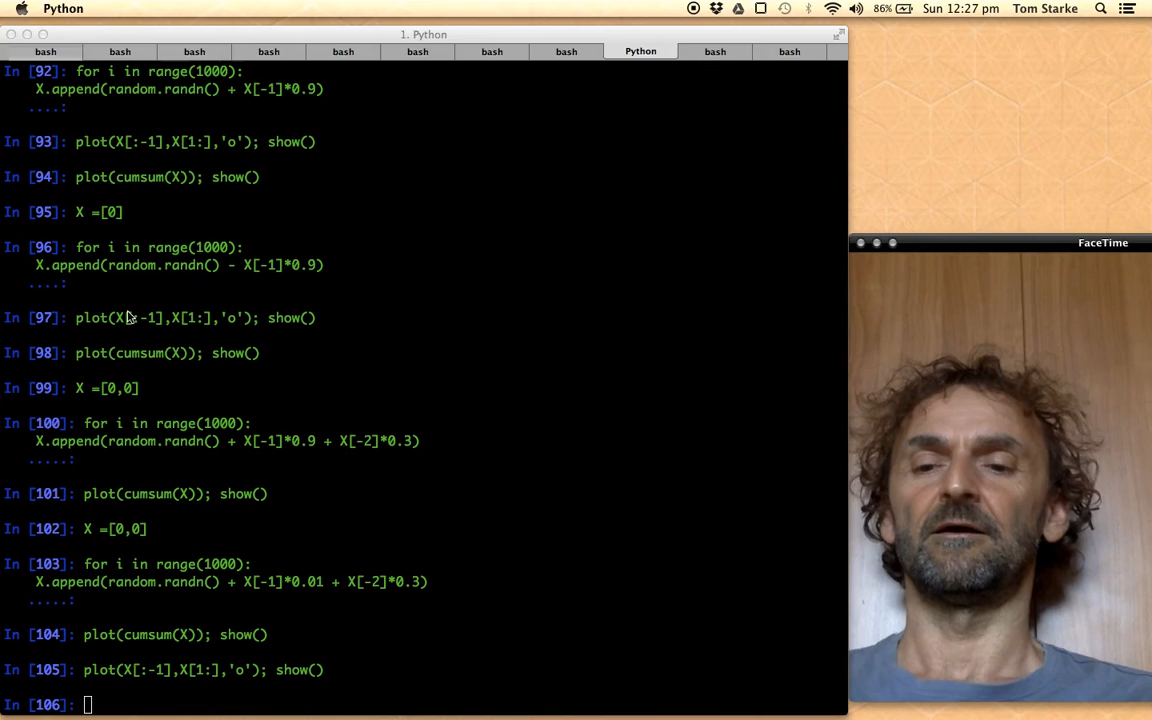 Python
86%
Sun 12:27 pm
Tom Starke
1. Python
bash
bash
bash
bash
bash
bash
bash
bash
Python
bash
bash
In [92]: for i in range(1000):
X.append(random.randn() + X[-1]*0.9)
....:
In [93]: plot(X[:-1],X[1:],'o'); show()
In [94]: plot(cumsum(X)); show()
In [95]: X =[0]
In [96]: for i in range(1000):
X.append(random.randn() - X[-1]*0.9)
....:
In [97]: plot(X[:-1],X[1:],'o'); show()
In [98]: plot(cumsum(X)); show()
In [99]: X =[0,0]
In [100]: for i in range(1000):
X.append(random.randn() + X[-1]*0.9 + X[-2]*0.3)
.....:
In [101]: plot(cumsum(X)); show()
In [102]: X =[0,0]
In [103]: for i in range(1000):
X.append(random.randn() + X[-1]*0.01 + X[-2]*0.3)
.....:
In [104]: plot(cumsum(X)); show()
In [105]: plot(X[:-1],X[1:],'o'); show()
In [106]:
FaceTime